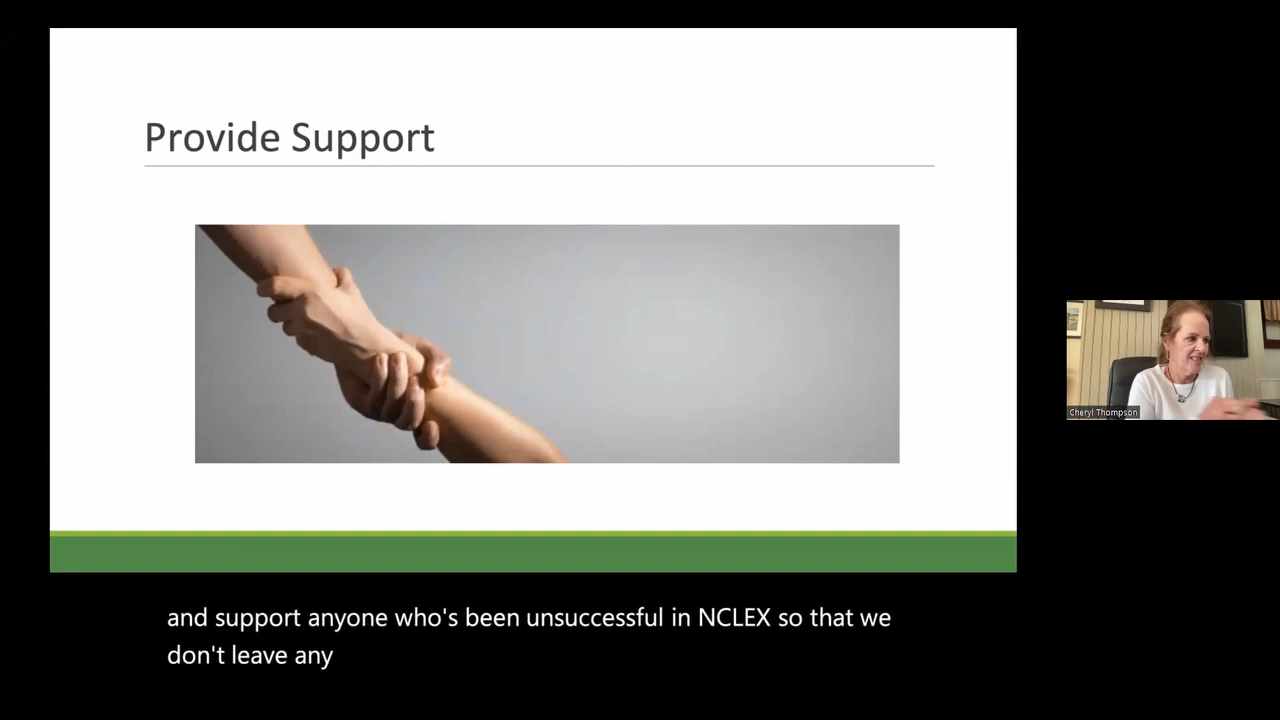 Provide Support
Cheryl Thompson
and support anyone who's been unsuccessful in NCLEX so that we
don't leave any